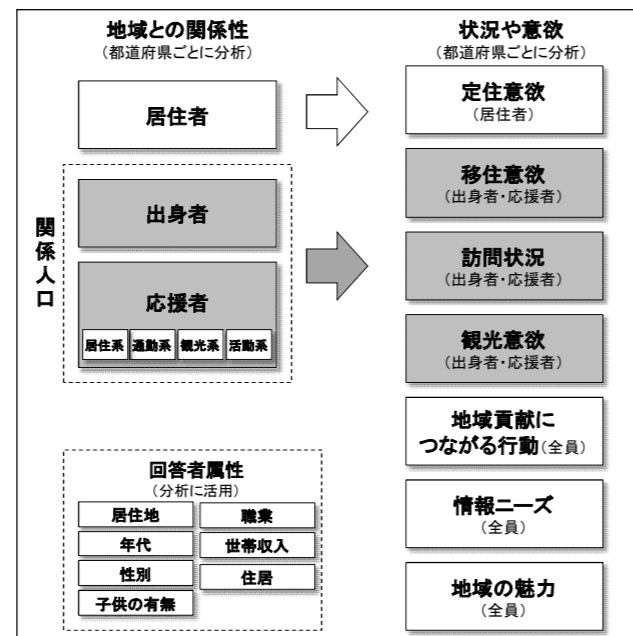 地域との関係性
(都道府県ごとに分析)
居住者
関係人口
出身者
応援者
居住系 通勤系 観光系 活動系
回答者属性
(分析に活用)
居住地 職業
年代 世帯収入
性別 住居
子供の有無
状況や意欲
(都道府県ごとに分析)
定住意欲
(居住者)
移住意欲
(出身者・応援者)
訪問状況
(出身者・応援者)
観光意欲
(出身者・応援者)
地域貢献に
つながる行動(全員)
情報ニーズ
(全員)
地域の魅力
(全員)